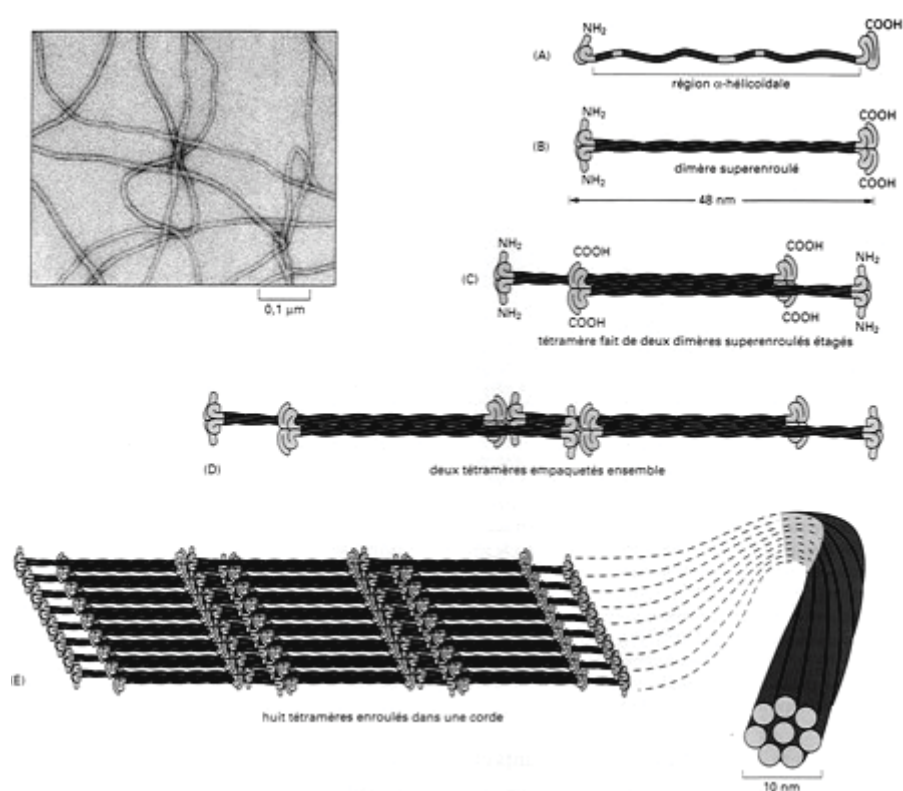 0,1 µm
(A)
NH₂
COOH
région α-hélicoïdale
(B)
NH₂
COOH
NH₂
COOH
dimère superenroulé
48 nm
(C)
NH₂
COOH
COOH
NH₂
NH₂
COOH
COOH
NH₂
tétramère fait de deux dimères superenroulés étagés
(D)
deux tétramères empaquetés ensemble
(E)
huit tétramères enroulés dans une corde
10 nm